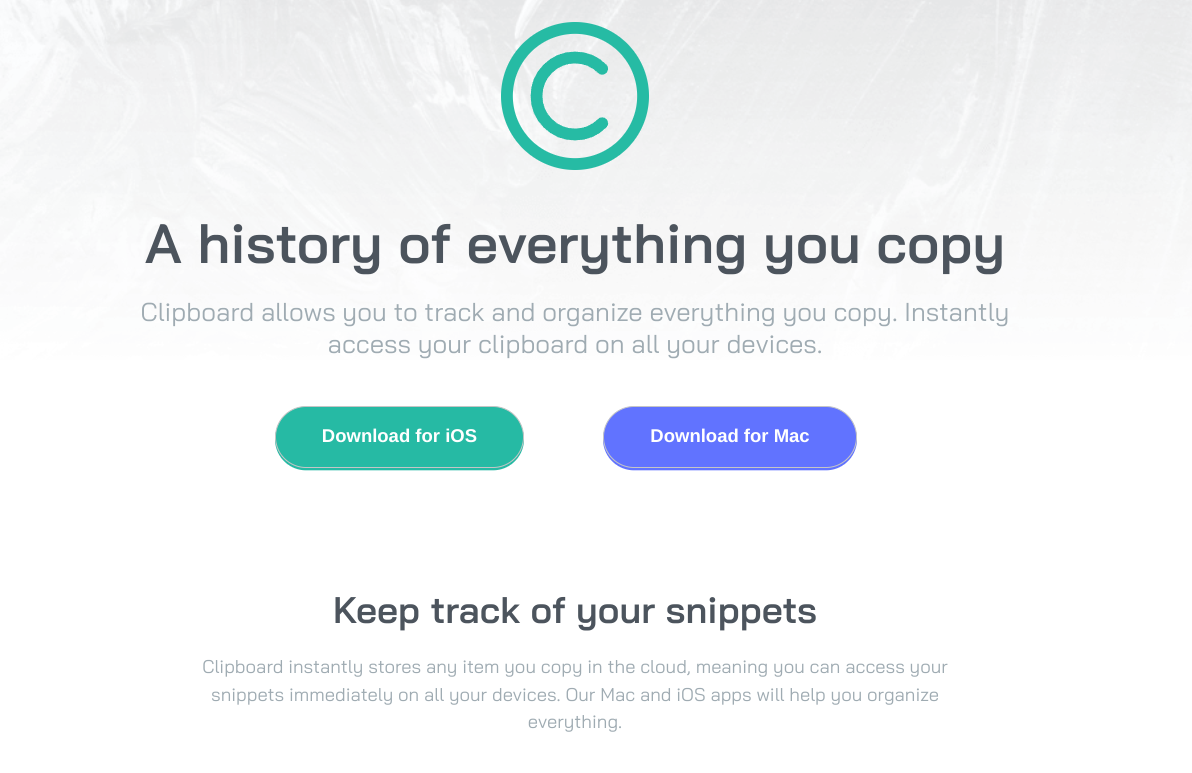 A history of everything you copy
Clipboard allows you to track and organize everything you copy. Instantly
access your clipboard on all your devices.
Download for iOS
Download for Mac
Keep track of your snippets
Clipboard instantly stores any item you copy in the cloud, meaning you can access your
snippets immediately on all your devices. Our Mac and iOS apps will help you organize
everything.